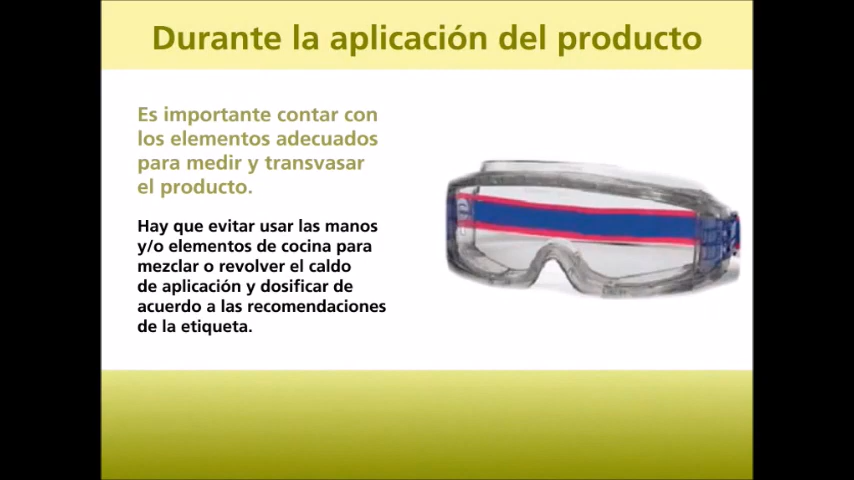 Durante la aplicación del producto
Es importante contar con
los elementos adecuados
para medir y transvasar
el producto.
Hay que evitar usar las manos
y/o elementos de cocina para
mezclar o revolver el caldo
de aplicación y dosificar de
acuerdo a las recomendaciones
de la etiqueta.